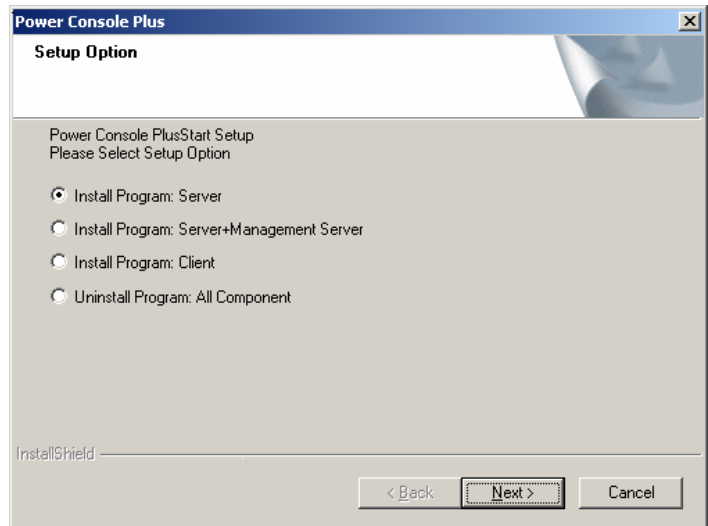 Power Console Plus
Setup Option
Power Console PlusStart Setup
Please Select Setup Option
Install Program: Server
Install Program: Server+Management Server
Install Program: Client
Uninstall Program: All Component
InstallShield
< Back Next > Cancel